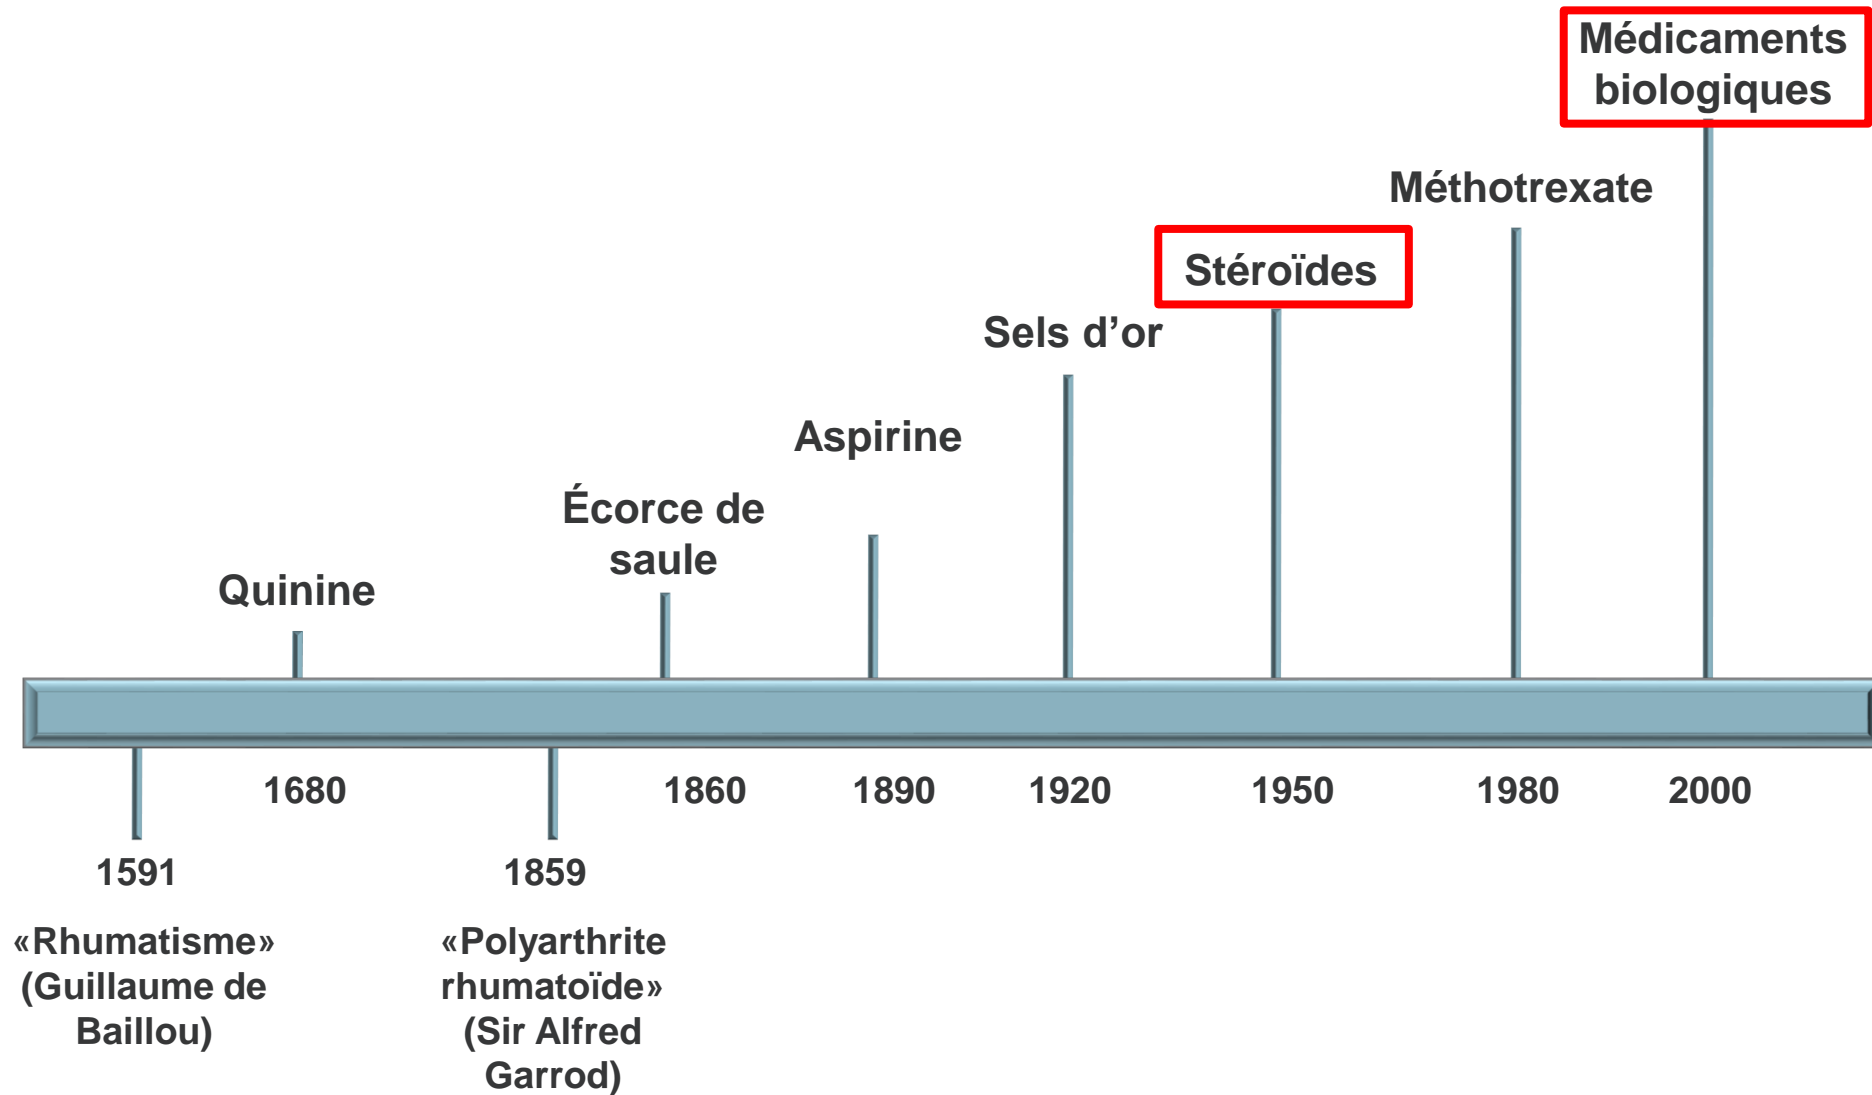 Médicaments
biologiques
Méthotrexate
Stéroïdes
Sels d’or
Aspirine
Écorce de
saule
Quinine
1680
1860
1890
1920
1950
1980
2000
1591
1859
«Rhumatisme»
(Guillaume de
Baillou)
«Polyarthrite
rhumatoïde»
(Sir Alfred
Garrod)